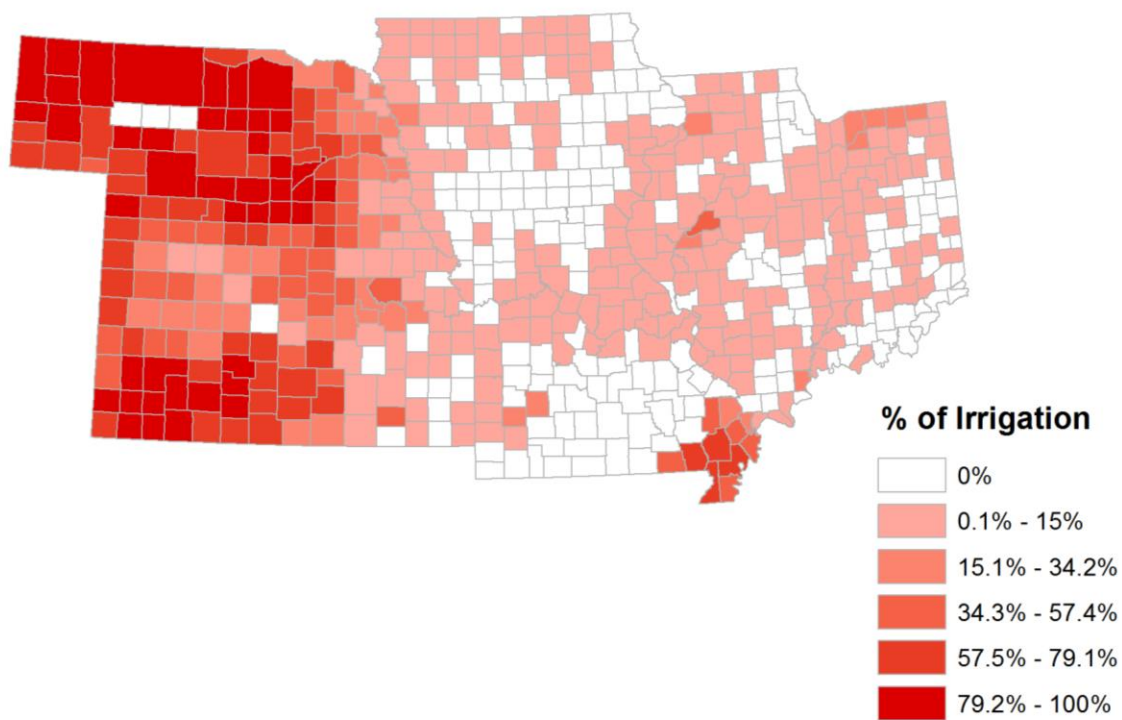 % of Irrigation
0%
0.1% - 15%
15.1% - 34.2%
34.3% - 57.4%
57.5% - 79.1%
79.2% - 100%